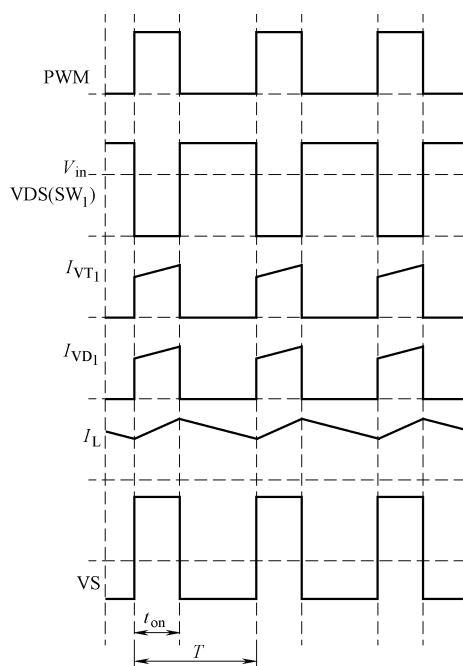 PWM
V_in
VDS(SW_1)
I_VT_1
I_VD_1
I_L
VS
t_on
T